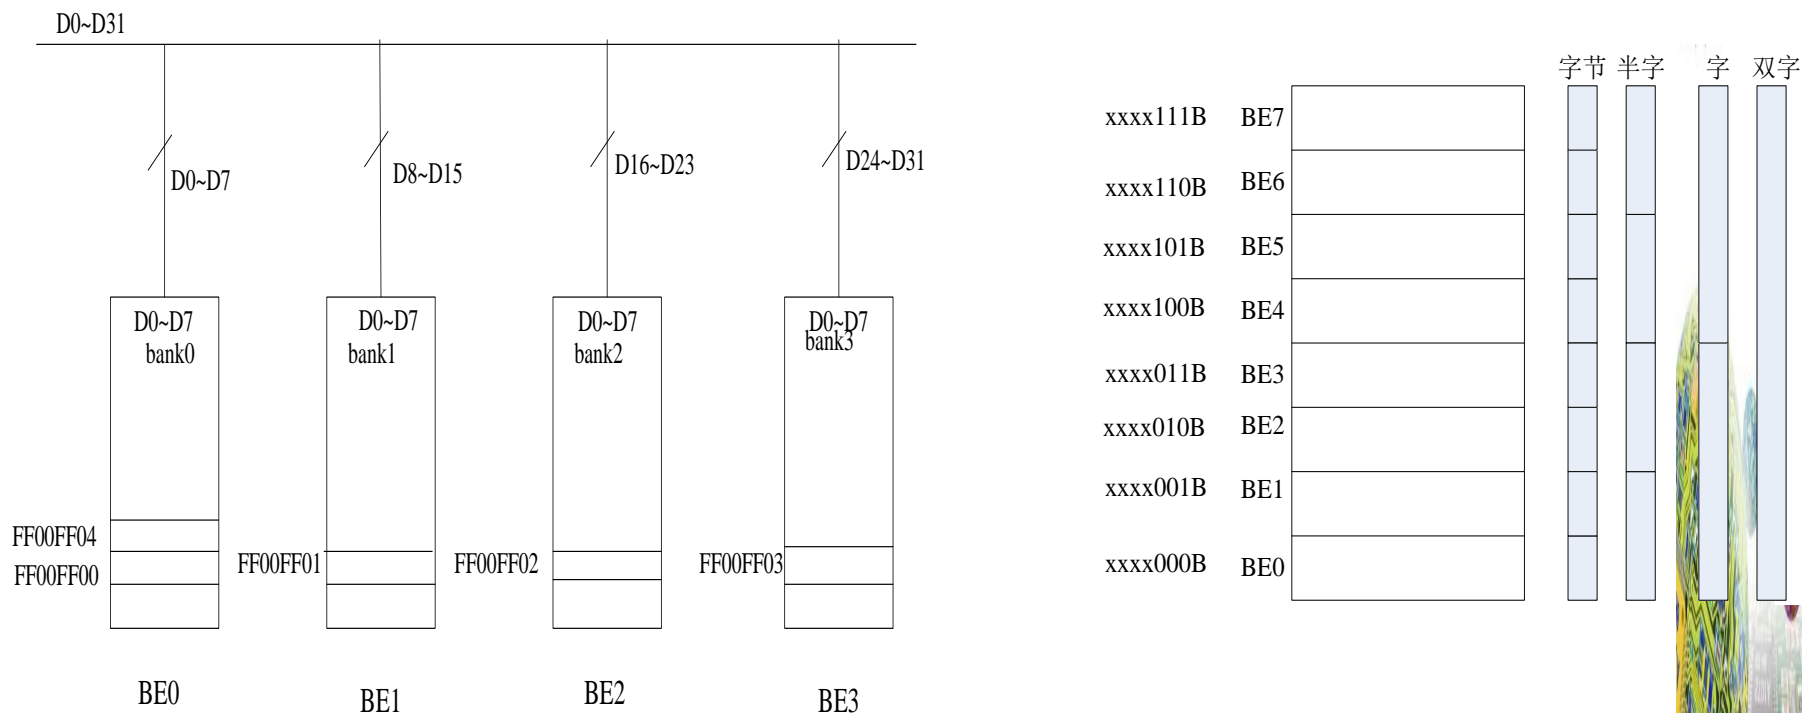 D0~D31
D0~D7
D8~D15
D16~D23
D24~D31
D0~D7
bank0
D0~D7
bank1
D0~D7
bank2
D0~D7
bank3
FF00FF04
FF00FF00
FF00FF01
FF00FF02
FF00FF03
BE0
BE1
BE2
BE3
字节 半字 字 双字
xxxx111B BE7
xxxx110B BE6
xxxx101B BE5
xxxx100B BE4
xxxx011B BE3
xxxx010B BE2
xxxx001B BE1
xxxx000B BE0